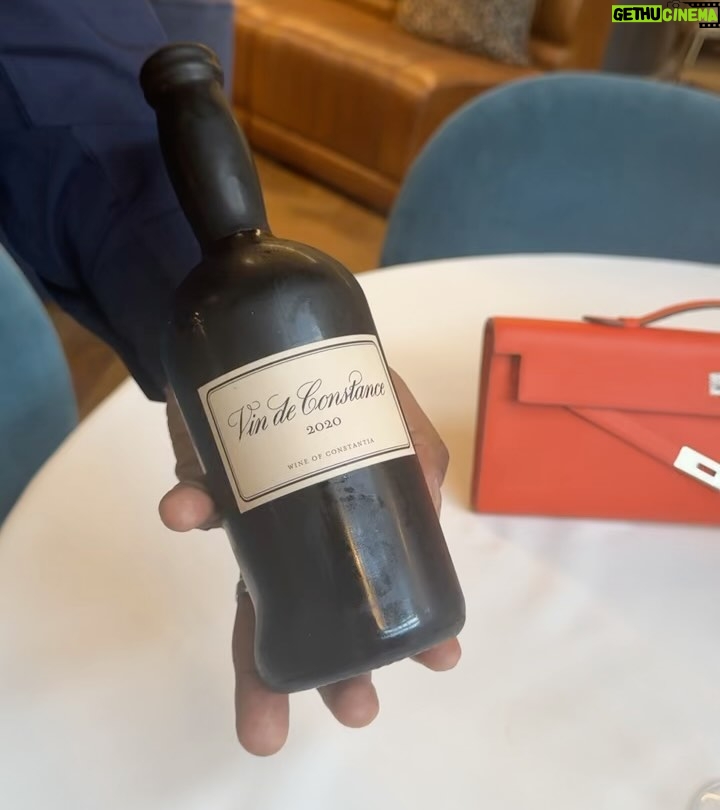 GETHUCINEMA
Vin de Constance
2020
WINE OF CONSTANTIA